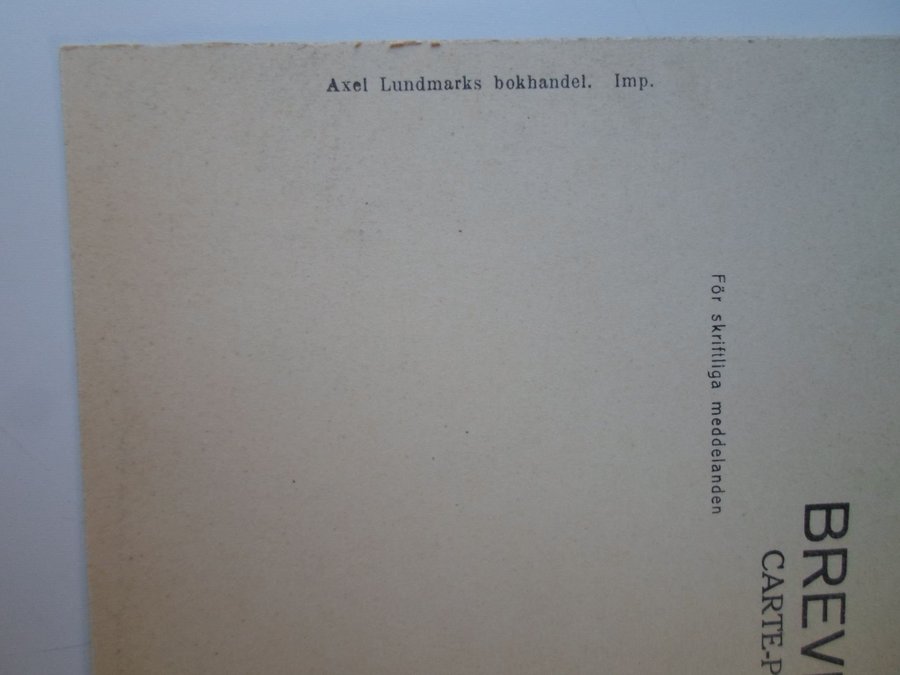 Axel Lundmarks bokhandel. Imp.
För skriftliga meddelanden
BREV
CARTE-P